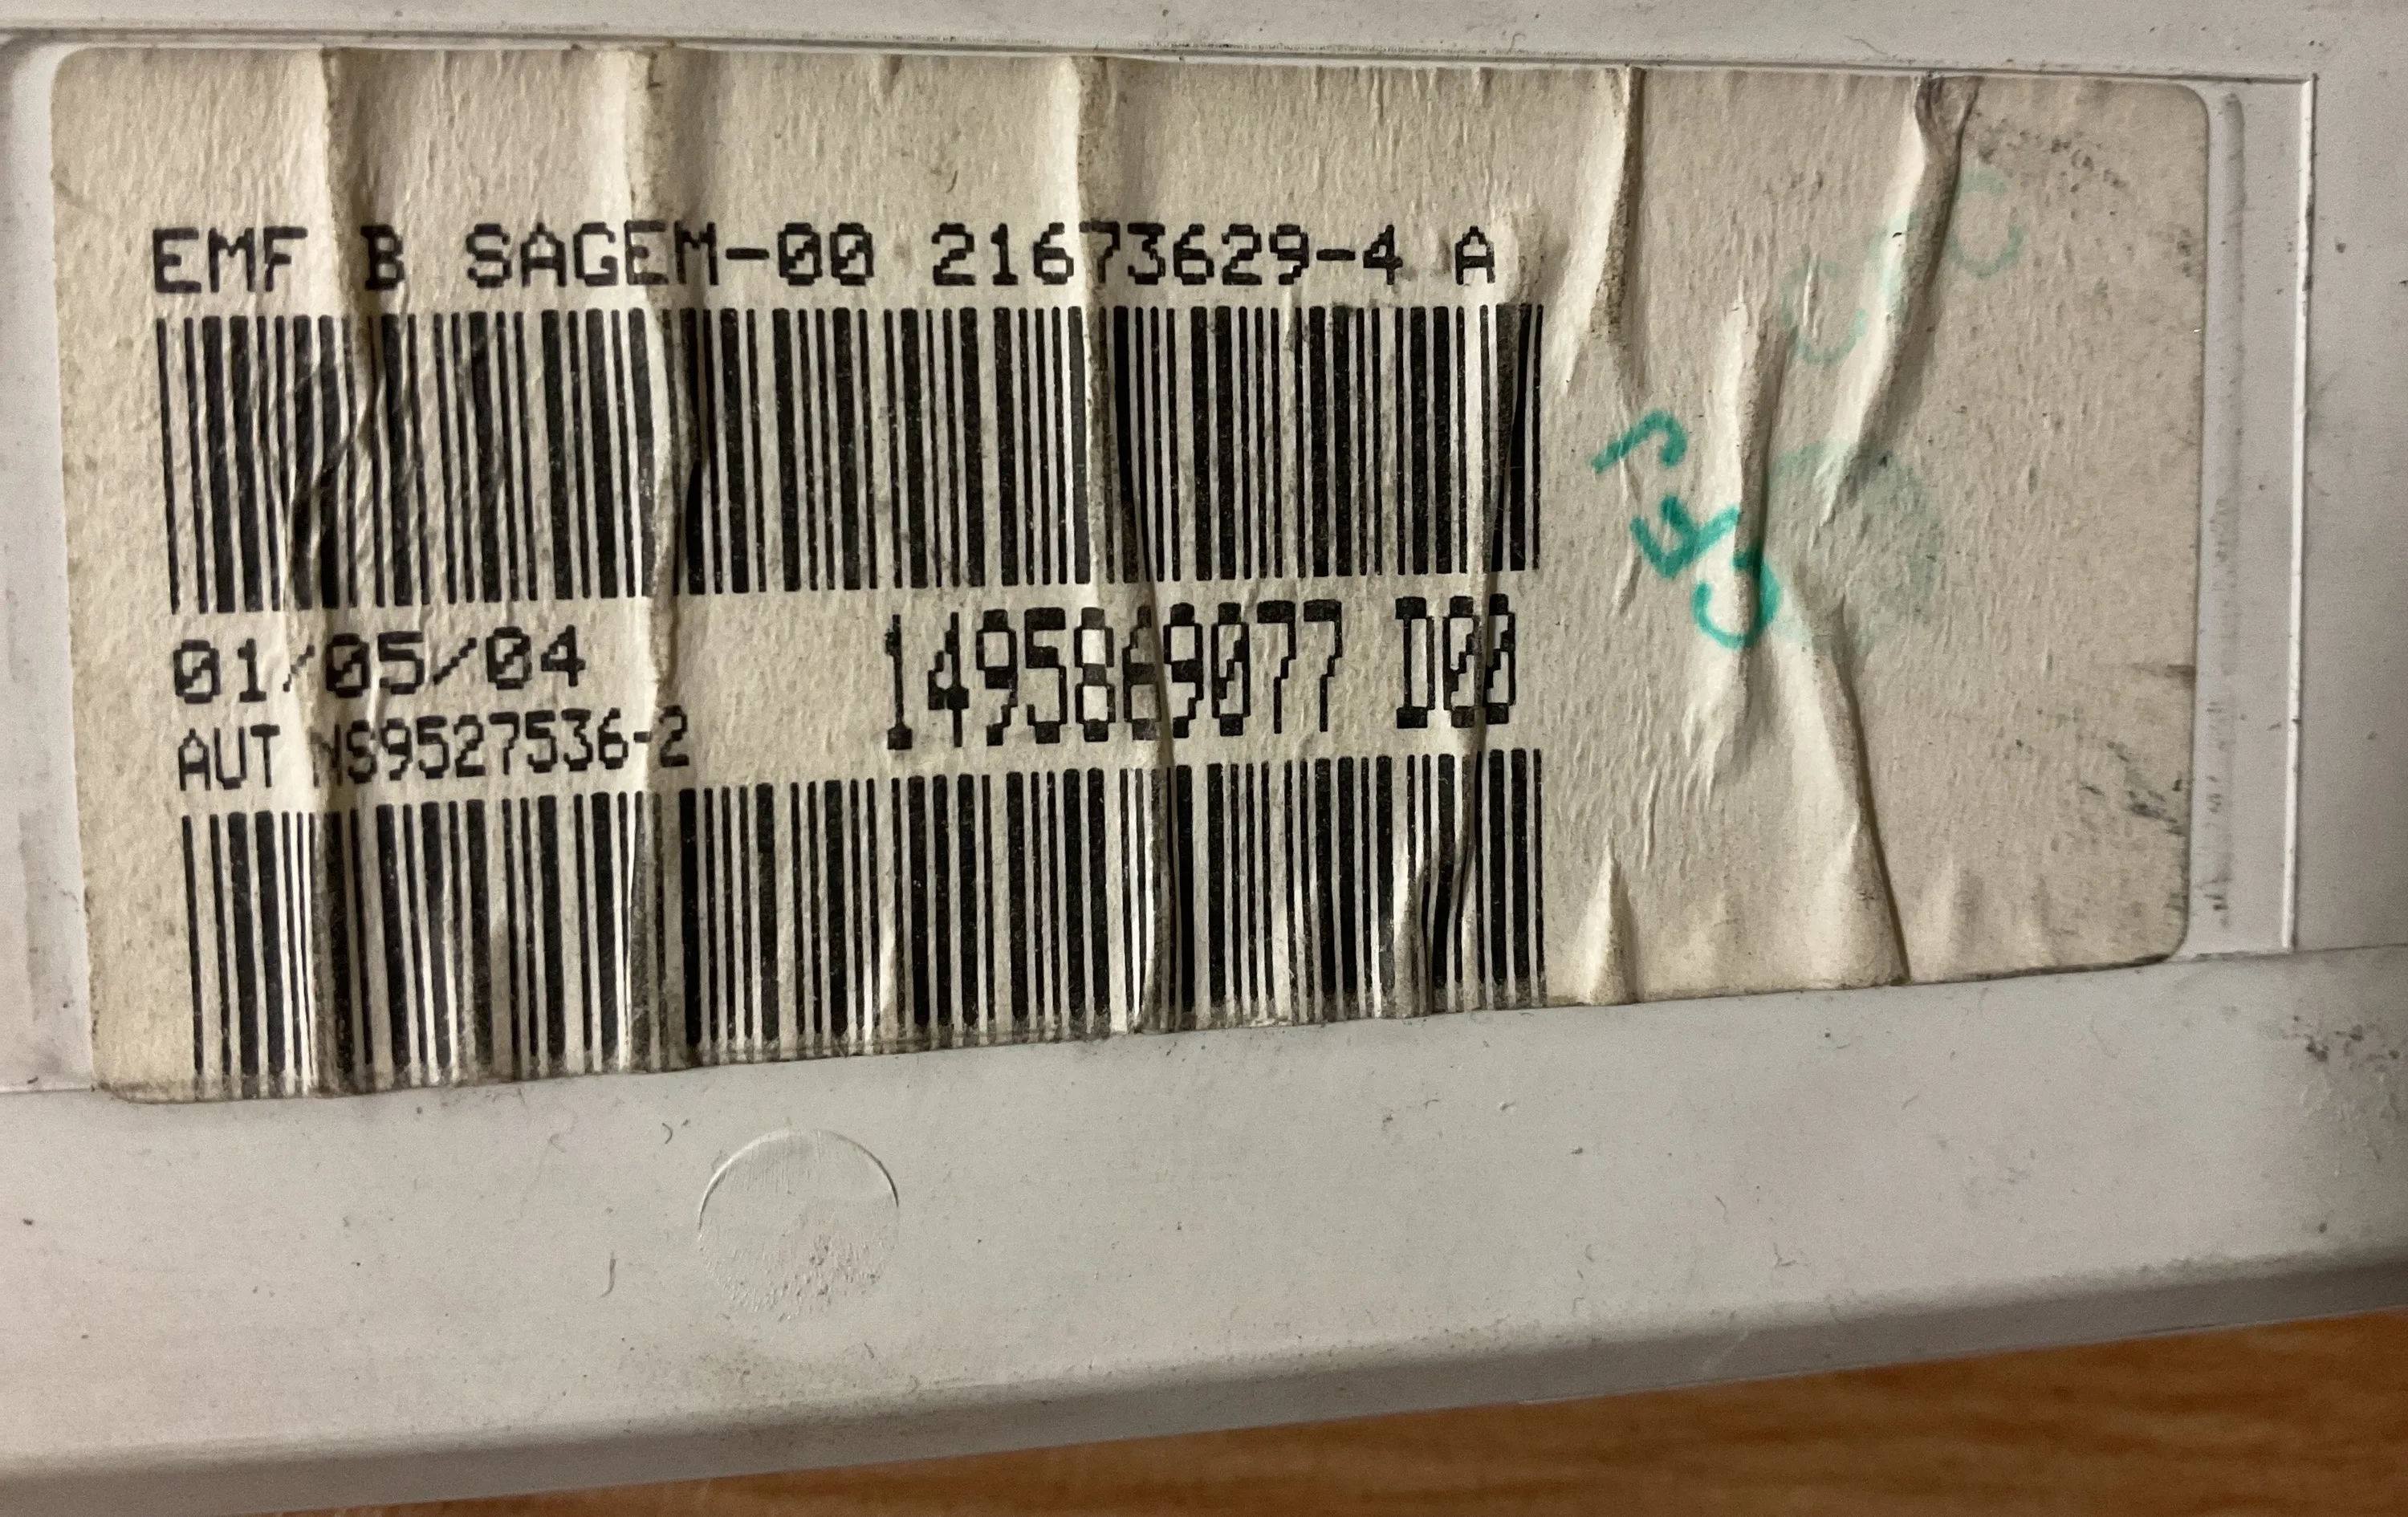 EMF B SAGEM-00 21673629-4 A
01/05/04
1495869077 D00
AUT NS9527536-2